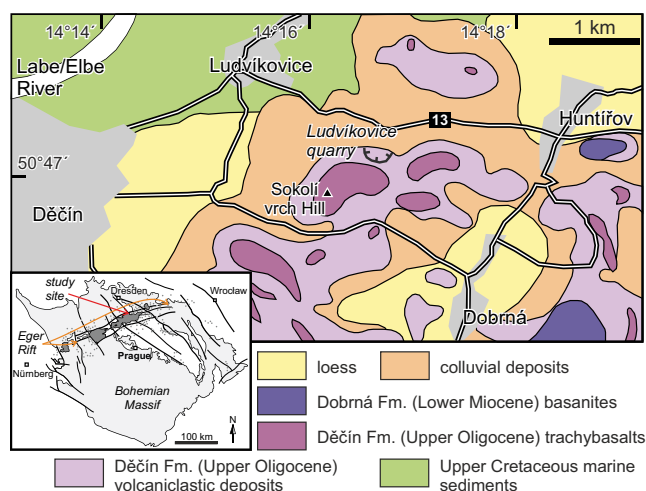 14°14´
14°16´
14°18´
1 km
Labe/Elbe
River
Ludvíkovice
Huntířov
13
Ludvíkovice
quarry
50°47´
Sokolí
vrch Hill
Děčín
Dobrná
study
site
Dresden
Wrocław
Eger
Rift
Prague
Nürnberg
Bohemian
Massif
N
100 km
loess
colluvial deposits
Dobrná Fm. (Lower Miocene) basanites
Děčín Fm. (Upper Oligocene) trachybasalts
Děčín Fm. (Upper Oligocene)
volcaniclastic deposits
Upper Cretaceous marine
sediments